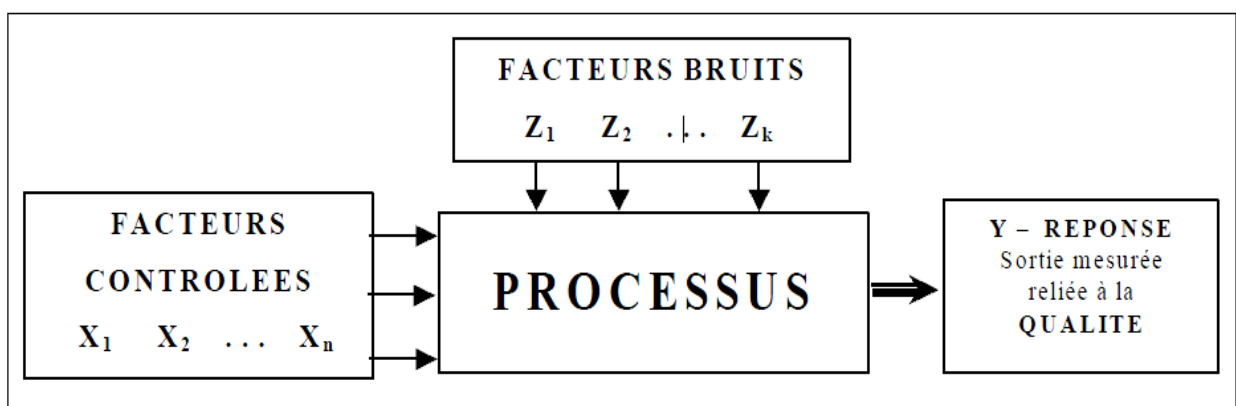 FACTEURS BRUITS
Z1 Z2 ... Zk
FACTEURS
CONTROLEES
X1 X2 ... Xn
PROCESSUS
Y – REPONSE
Sortie mesurée
reliée à la
QUALITE